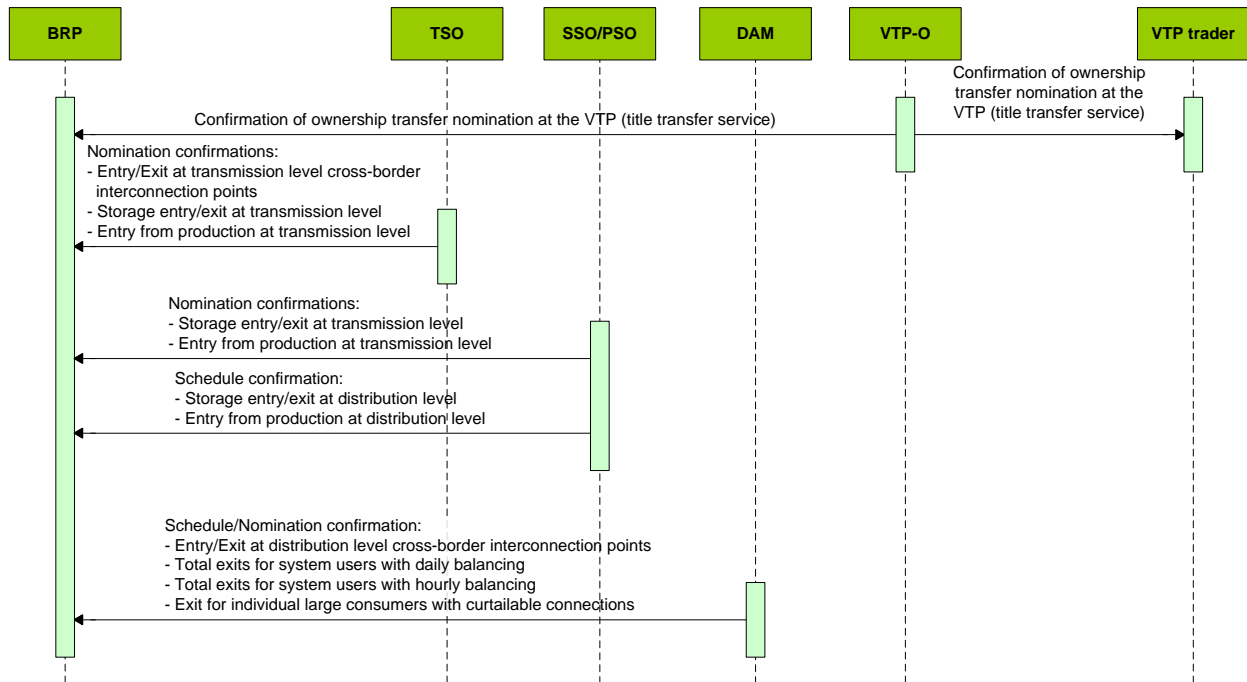 BRP
TSO
SSO/PSO
DAM
VTP-O
VTP trader
Confirmation of ownership
transfer nomination at the
VTP (title transfer service)
Confirmation of ownership transfer nomination at the VTP (title transfer service)
Nomination confirmations:
- Entry/Exit at transmission level cross-border
interconnection points
- Storage entry/exit at transmission level
- Entry from production at transmission level
Nomination confirmations:
- Storage entry/exit at transmission level
- Entry from production at transmission level
Schedule confirmation:
- Storage entry/exit at distribution level
- Entry from production at distribution level
Schedule/Nomination confirmation:
- Entry/Exit at distribution level cross-border interconnection points
- Total exits for system users with daily balancing
- Total exits for system users with hourly balancing
- Exit for individual large consumers with curtailable connections